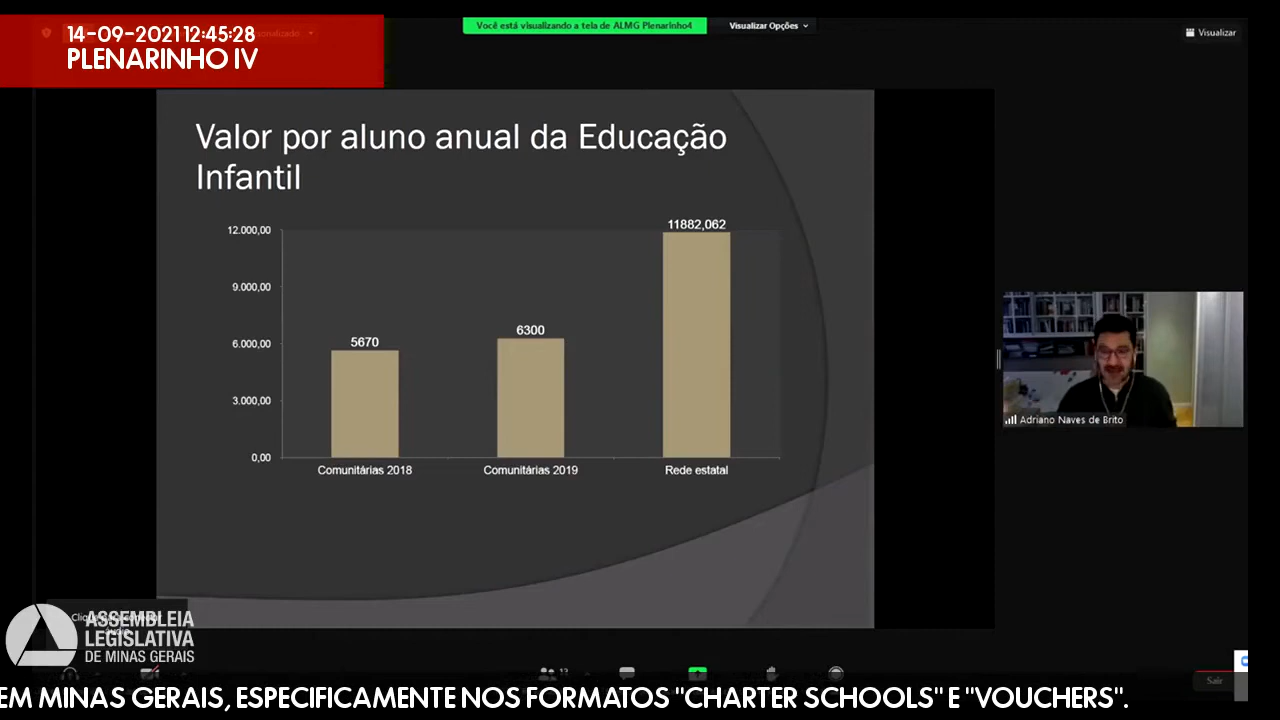 14-09-2021 12:45:28
PLENARINHO IV
Você está visualizando a tela de ALMG Plenarinho4
Visualizar Opções
Visualizar
Valor por aluno anual da Educação
Infantil
12.000,00
9.000,00
6.000,00
3.000,00
0,00
5670
6300
11882,062
Comunitárias 2018
Comunitárias 2019
Rede estatal
Adriano Naves de Brito
ASSEMBLEIA
LEGISLATIVA
DE MINAS GERAIS
13
Sair
EM MINAS GERAIS, ESPECIFICAMENTE NOS FORMATOS "CHARTER SCHOOLS" E "VOUCHERS".